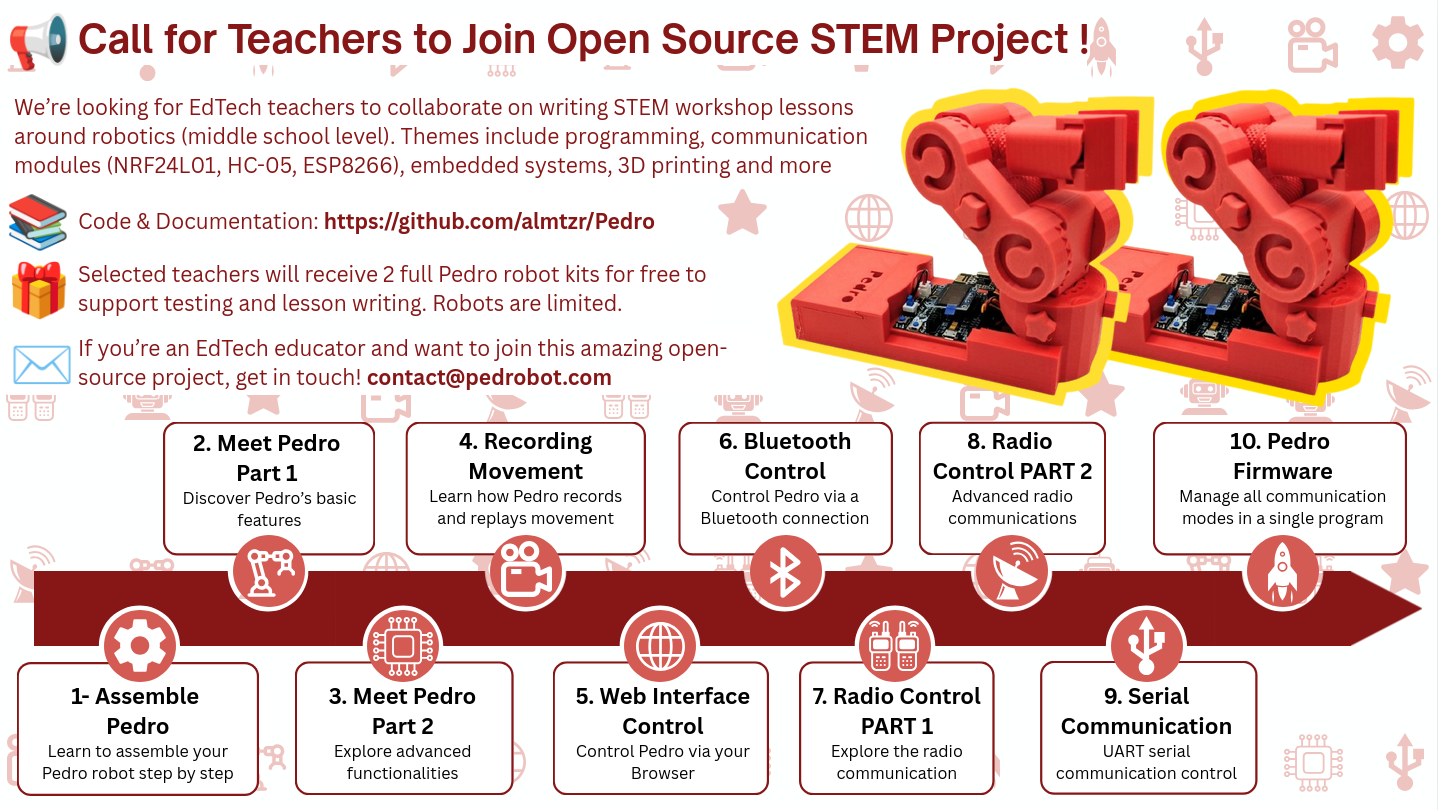 Call for Teachers to Join Open Source STEM Project !
We’re looking for EdTech teachers to collaborate on writing STEM workshop lessons
around robotics (middle school level). Themes include programming, communication
modules (NRF24L01, HC-05, ESP8266), embedded systems, 3D printing and more
Code & Documentation: https://github.com/almtzr/Pedro
Selected teachers will receive 2 full Pedro robot kits for free to
support testing and lesson writing. Robots are limited.
If you’re an EdTech educator and want to join this amazing open-
source project, get in touch! contact@pedrobot.com
Pedro
Pedro
1- Assemble
Pedro
Learn to assemble your
Pedro robot step by step
2. Meet Pedro
Part 1
Discover Pedro’s basic
features
3. Meet Pedro
Part 2
Explore advanced
functionalities
4. Recording
Movement
Learn how Pedro records
and replays movement
5. Web Interface
Control
Control Pedro via your
Browser
6. Bluetooth
Control
Control Pedro via a
Bluetooth connection
7. Radio Control
PART 1
Explore the radio
communication
8. Radio
Control PART 2
Advanced radio
communications
9. Serial
Communication
UART serial
communication control
10. Pedro
Firmware
Manage all communication
modes in a single program